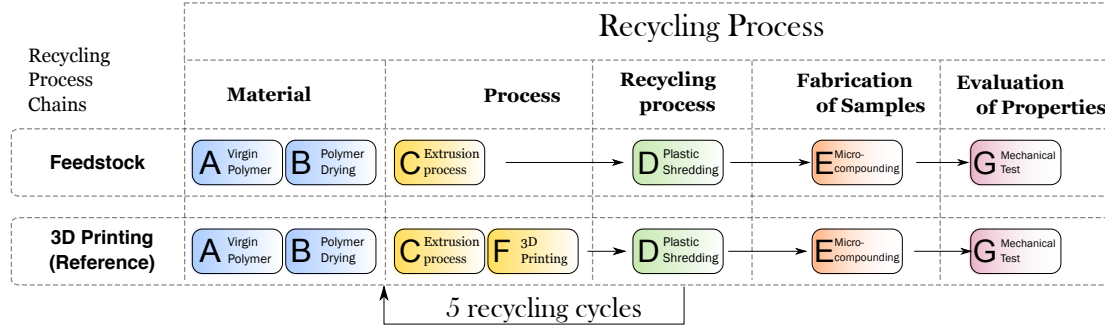 Recycling Process
Recycling
Process
Chains
Material
Process
Recycling
process
Fabrication
of Samples
Evaluation
of Properties
Feedstock
A Virgin
Polymer
B Polymer
Drying
C Extrusion
process
D Plastic
Shredding
E Micro-
compounding
G Mechanical
Test
3D Printing
(Reference)
A Virgin
Polymer
B Polymer
Drying
C Extrusion
process
F 3D
Printing
D Plastic
Shredding
E Micro-
compounding
G Mechanical
Test
5 recycling cycles